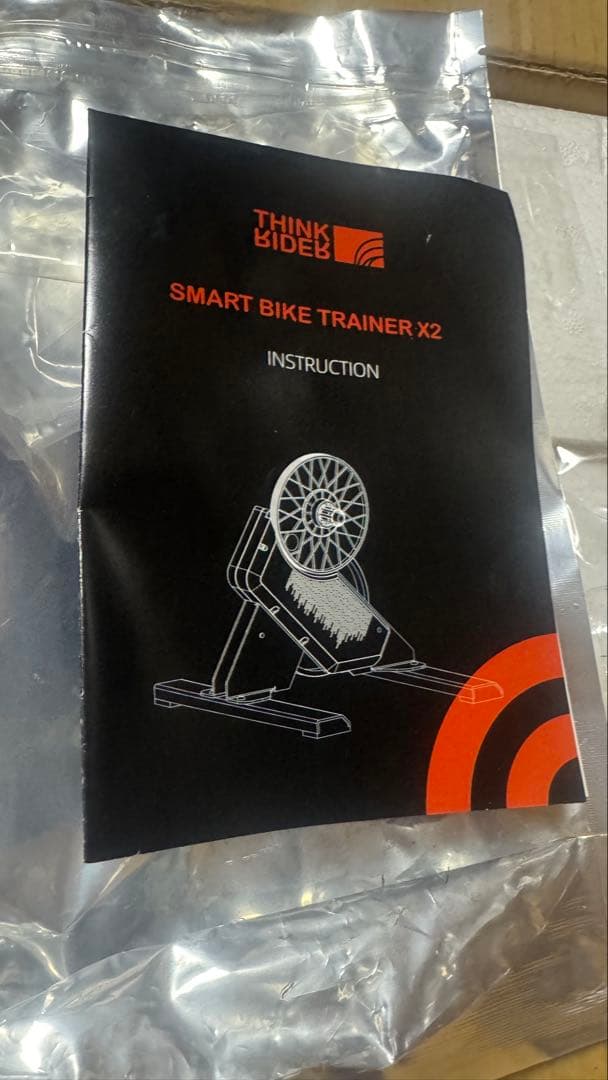 THINK
RIDER
SMART BIKE TRAINER X2
INSTRUCTION